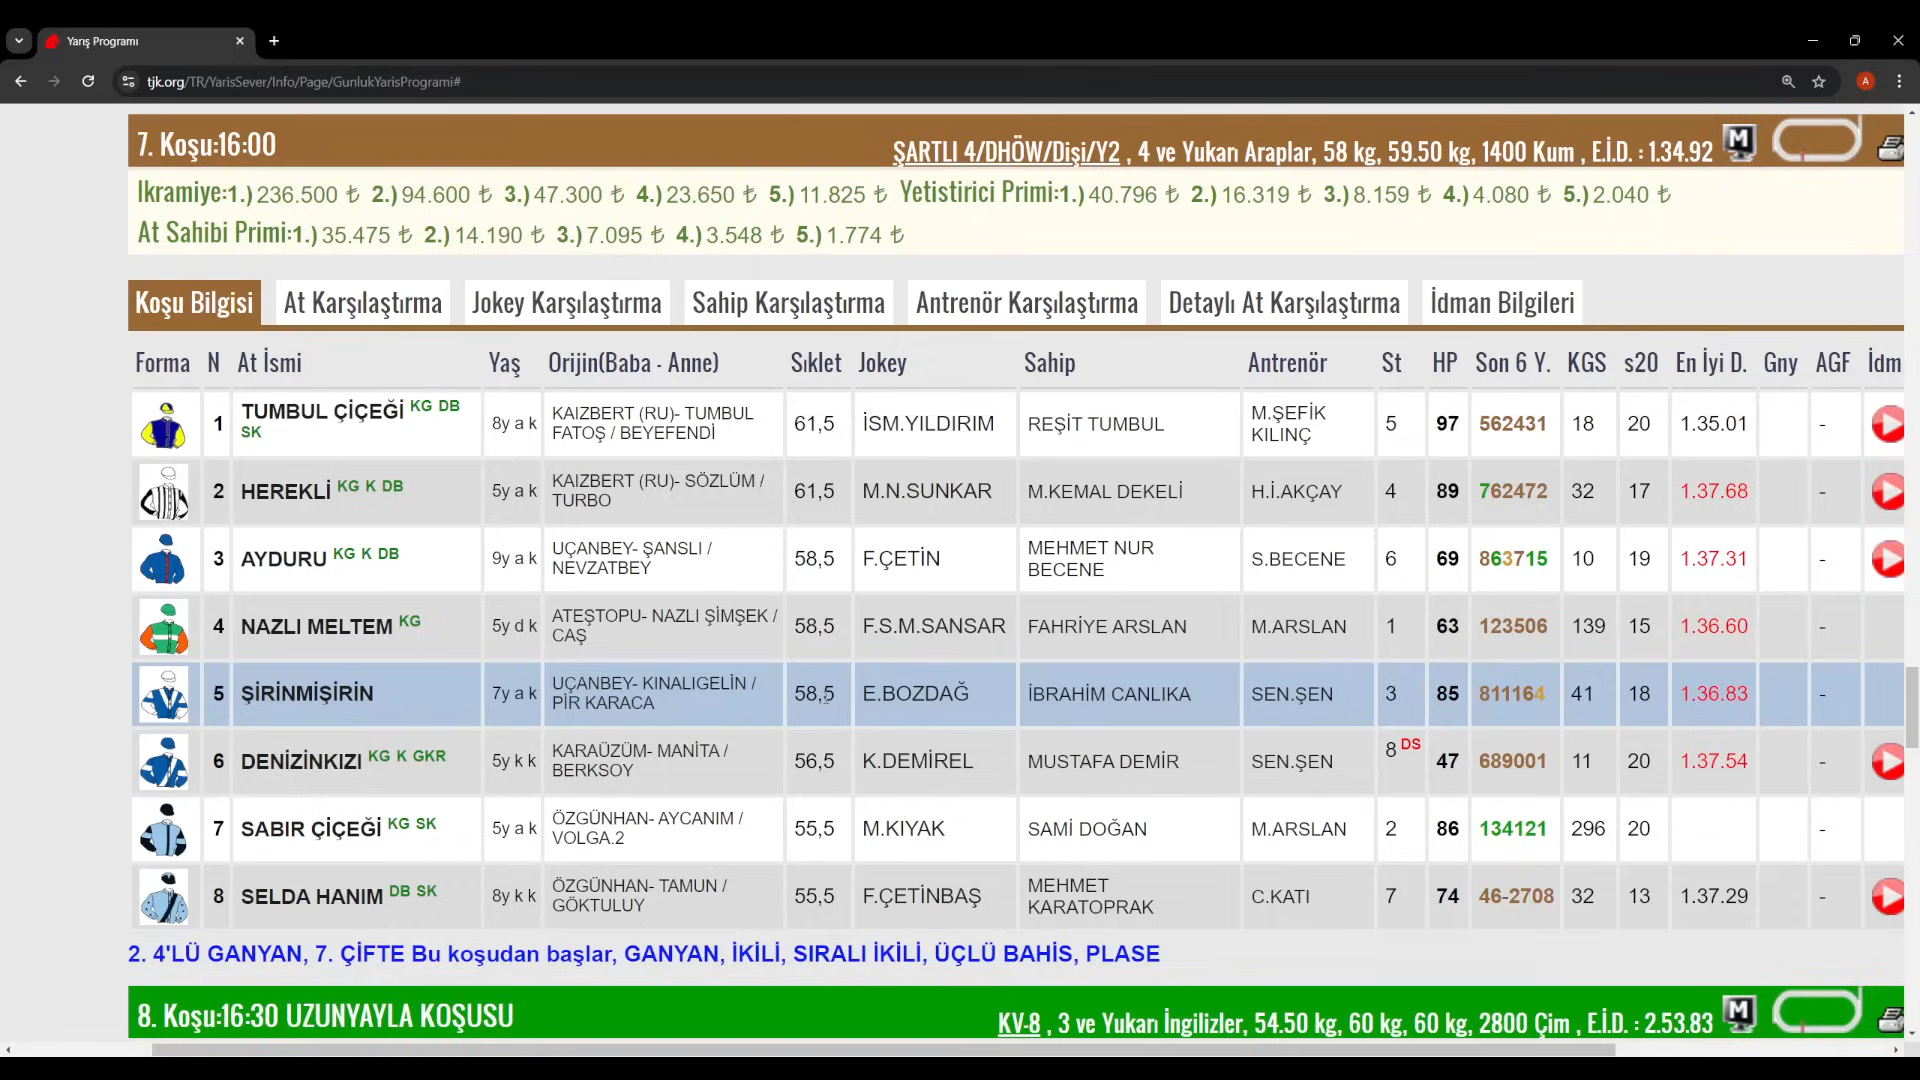 Yarış Programı
tjk.org/TR/YarisSever/Info/Page/GunlukYarisProgrami#
A
7. Koşu:16:00
ŞARTLI 4/DHÖW/Dişi/Y2 , 4 ve Yukarı Araplar, 58 kg, 59.50 kg, 1400 Kum , E.İ.D. : 1.34.92
M
Ikramiye:1.) 236.500 ₺ 2.) 94.600 ₺ 3.) 47.300 ₺ 4.) 23.650 ₺ 5.) 11.825 ₺ Yetistirici Primi:1.) 40.796 ₺ 2.) 16.319 ₺ 3.) 8.159 ₺ 4.) 4.080 ₺ 5.) 2.040 ₺
At Sahibi Primi:1.) 35.475 ₺ 2.) 14.190 ₺ 3.) 7.095 ₺ 4.) 3.548 ₺ 5.) 1.774 ₺
Koşu Bilgisi At Karşılaştırma Jokey Karşılaştırma Sahip Karşılaştırma Antrenör Karşılaştırma Detaylı At Karşılaştırma İdman Bilgileri
Forma N At İsmi Yaş Orijin(Baba - Anne) Sıklet Jokey Sahip Antrenör St HP Son 6 Y. KGS s20 En İyi D. Gny AGF İdm
1 TUMBUL ÇİÇEĞİ KG DB SK 8y a k KAIZBERT (RU)- TUMBUL FATOŞ / BEYEFENDİ 61,5 İSM.YILDIRIM REŞİT TUMBUL M.ŞEFİK KILINÇ 5 97 562431 18 20 1.35.01 -
2 HEREKLİ KG K DB 5y a k KAIZBERT (RU)- SÖZLÜM / TURBO 61,5 M.N.SUNKAR M.KEMAL DEKELİ H.İ.AKÇAY 4 89 762472 32 17 1.37.68 -
3 AYDURU KG K DB 9y a k UÇANBEY- ŞANSLI / NEVZATBEY 58,5 F.ÇETİN MEHMET NUR BECENE S.BECENE 6 69 863715 10 19 1.37.31 -
4 NAZLI MELTEM KG 5y d k ATEŞTOPU- NAZLI ŞİMŞEK / CAŞ 58,5 F.S.M.SANSAR FAHRİYE ARSLAN M.ARSLAN 1 63 123506 139 15 1.36.60 -
5 ŞİRİNMİŞİRİN 7y a k UÇANBEY- KINALIGELİN / PİR KARACA 58,5 E.BOZDAĞ İBRAHİM CANLIKA SEN.ŞEN 3 85 811164 41 18 1.36.83 -
6 DENİZİNKIZI KG K GKR 5y k k KARAÜZÜM- MANİTA / BERKSOY 56,5 K.DEMİREL MUSTAFA DEMİR SEN.ŞEN 8 DS 47 689001 11 20 1.37.54 -
7 SABIR ÇİÇEĞİ KG SK 5y a k ÖZGÜNHAN- AYCANIM / VOLGA.2 55,5 M.KIYAK SAMİ DOĞAN M.ARSLAN 2 86 134121 296 20 -
8 SELDA HANIM DB SK 8y k k ÖZGÜNHAN- TAMUN / GÖKTULUY 55,5 F.ÇETİNBAŞ MEHMET KARATOPRAK C.KATI 7 74 46-2708 32 13 1.37.29 -
2. 4'LÜ GANYAN, 7. ÇİFTE Bu koşudan başlar, GANYAN, İKİLİ, SIRALI İKİLİ, ÜÇLÜ BAHİS, PLASE
8. Koşu:16:30 UZUNYAYLA KOŞUSU
KV-8 , 3 ve Yukarı İngilizler, 54.50 kg, 60 kg, 60 kg, 2800 Çim , E.İ.D. : 2.53.83
M